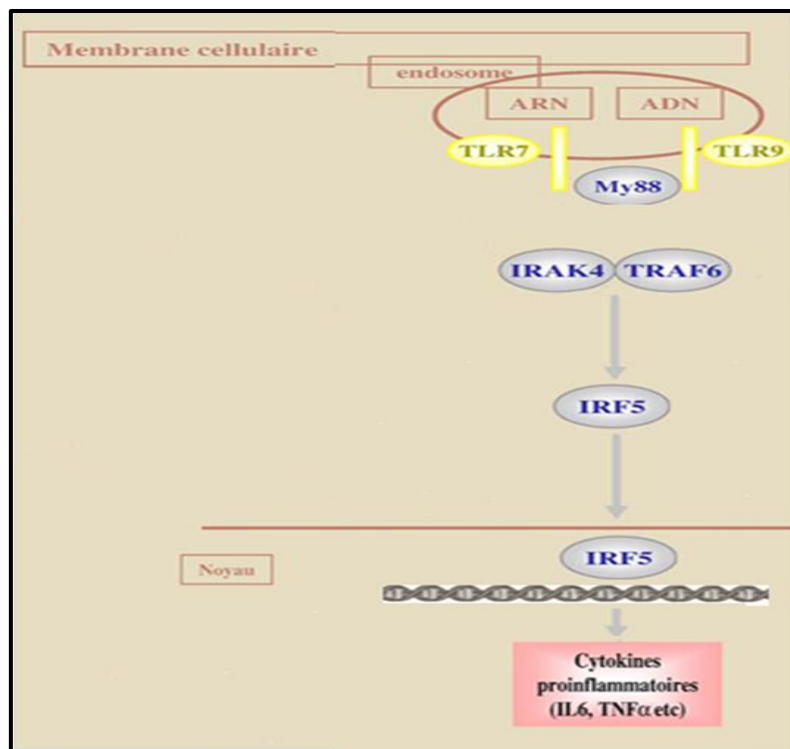 Membrane cellulaire
endosome
ARN ADN
TLR7 TLR9
My88
IRAK4 TRAF6
IRF5
IRF5
Noyau
Cytokines
proinflammatoires
(IL6, TNFα etc)